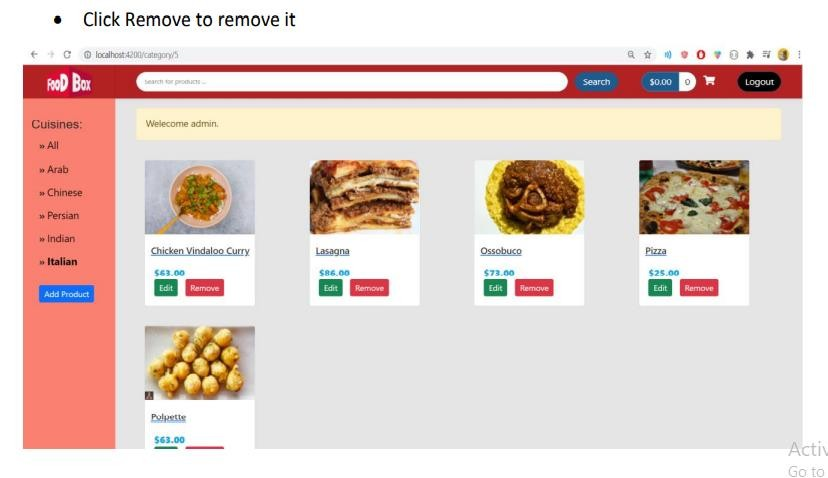 • Click Remove to remove it
localhost:4200/category/5
FooD Box
Search for products ...
Search
$0.00 0
Logout
Cuisines:
» All
» Arab
» Chinese
» Persian
» Indian
» Italian
Add Product
Welecome admin.
Chicken Vindaloo Curry
$63.00
Edit Remove
Lasagna
$86.00
Edit Remove
Ossobuco
$73.00
Edit Remove
Pizza
$25.00
Edit Remove
Polpette
$63.00
Activ
Go to